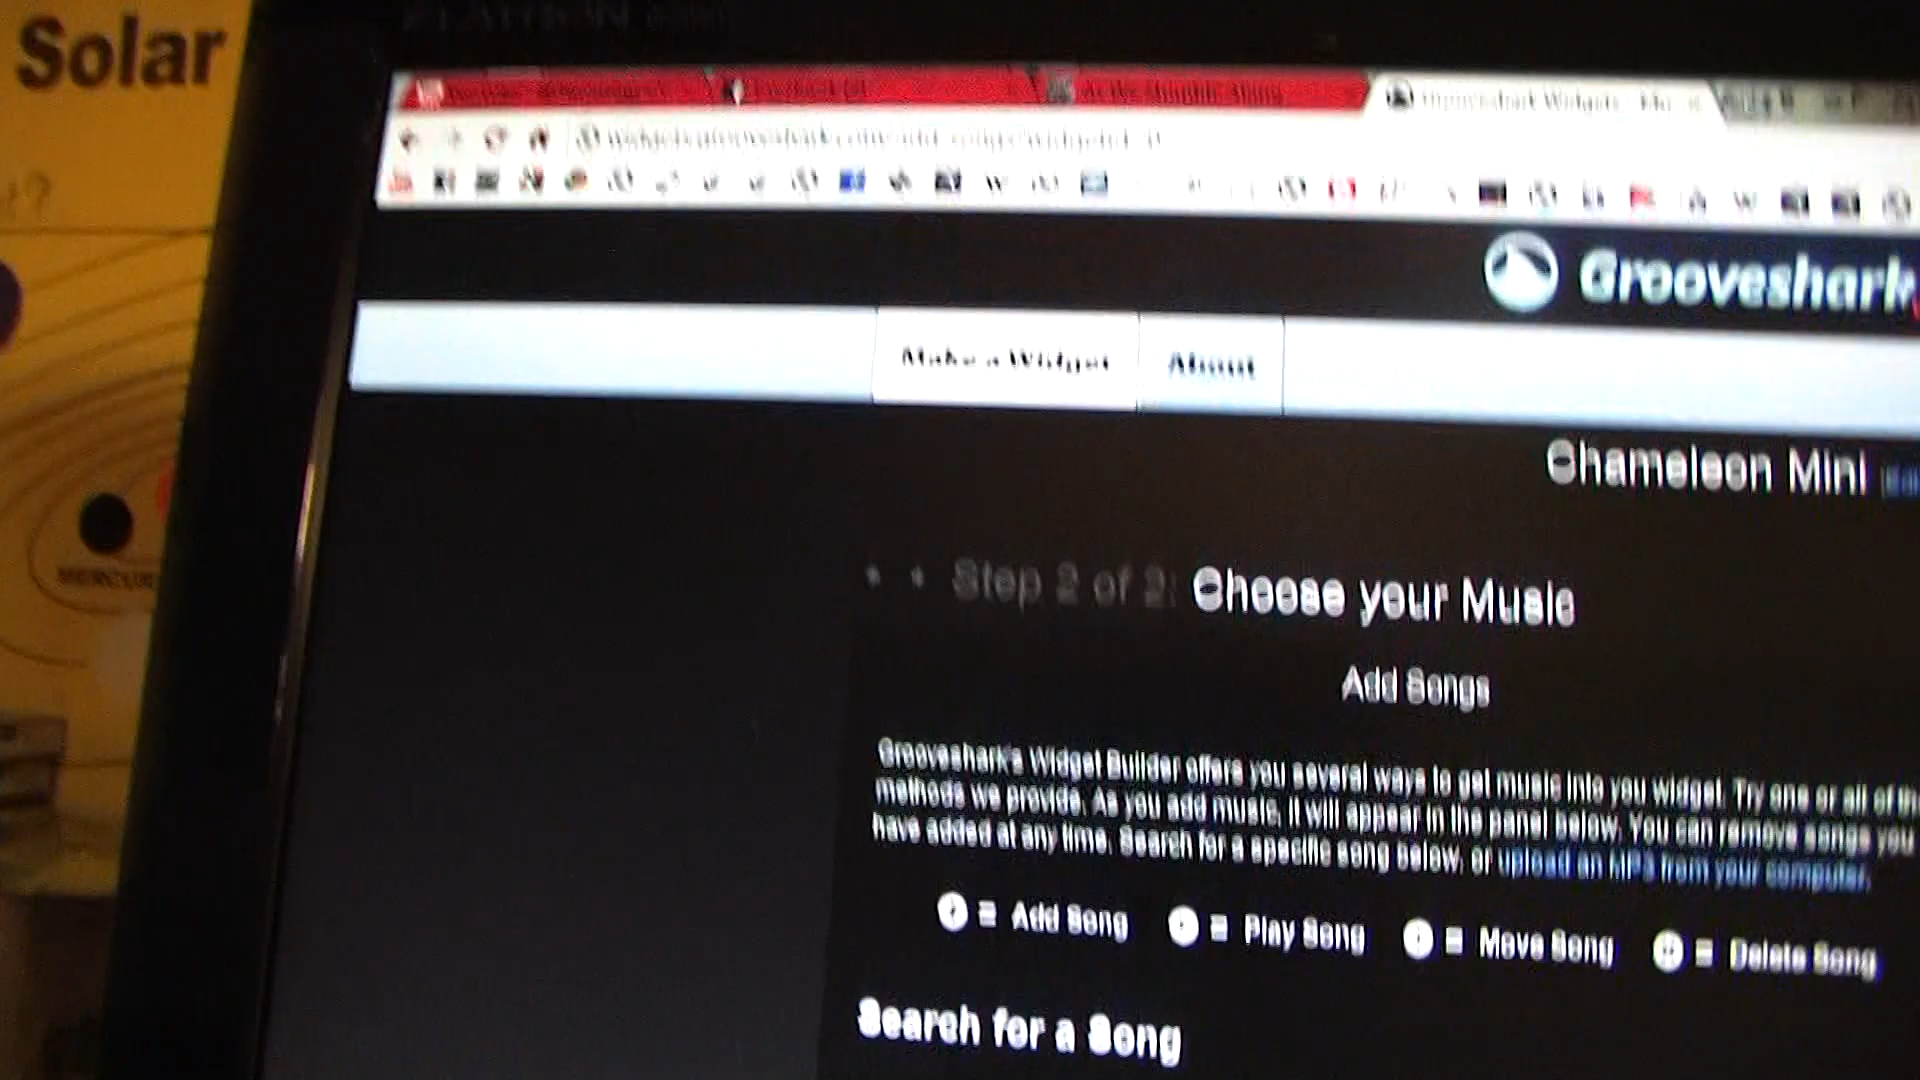 Solar
FLATRON
Grooveshark
Make a Widget
About
Chameleon Mini
Step 2 of 2: Choose your Music
MERCUR
Add Songs
Grooveshark's Widget Builder offers you several ways to get music into you widget. Try one or all of th
methods we provide. As you add music, it will appear in the panel below. You can remove songs you
have added at any time. Search for a specific song below, or upload an MP3 from your computer.
= Add Song = Play Song = Move Song = Delete Song
Search for a Song